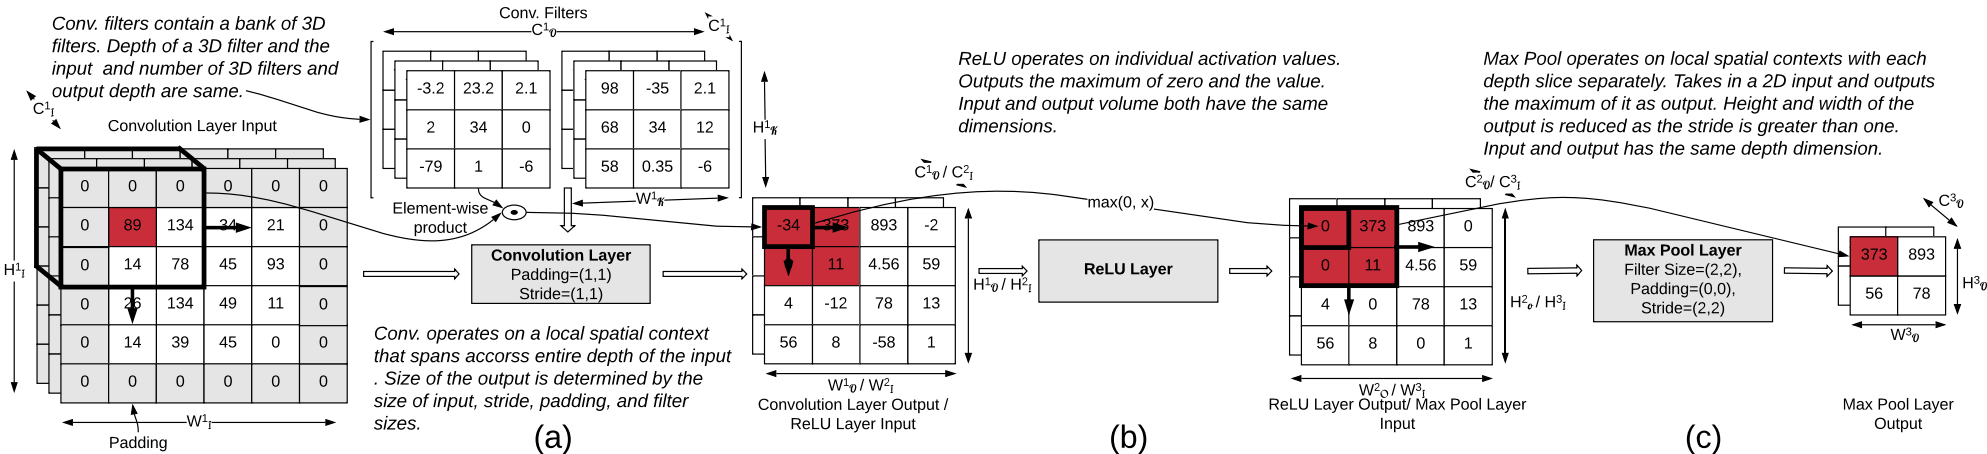 Conv. filters contain a bank of 3D
filters. Depth of a 3D filter and the
input and number of 3D filters and
output depth are same.
C¹I
Convolution Layer Input
H¹I
0 0 0 0 0 0
0 89 134 34 21 0
0 14 78 45 93 0
0 26 134 49 11 0
0 14 39 45 0 0
0 0 0 0 0 0
W¹I
Padding
Conv. Filters
C¹O
C¹I
-3.2 23.2 2.1
2 34 0
-79 1 -6
98 -35 2.1
68 34 12
58 0.35 -6
H¹K
W¹K
Element-wise
product
Convolution Layer
Padding=(1,1)
Stride=(1,1)
Conv. operates on a local spatial context
that spans accorss entire depth of the input
. Size of the output is determined by the
size of input, stride, padding, and filter
sizes.
(a)
C¹O / C²I
-34 373 893 -2
11 4.56 59
4 -12 78 13
56 8 -58 1
H¹O / H²I
W¹O / W²I
Convolution Layer Output /
ReLU Layer Input
ReLU operates on individual activation values.
Outputs the maximum of zero and the value.
Input and output volume both have the same
dimensions.
max(0, x)
ReLU Layer
(b)
C²O / C³I
0 373 893 0
0 11 4.56 59
4 0 78 13
56 8 0 1
H²O / H³I
W²O / W³I
ReLU Layer Output/ Max Pool Layer
Input
Max Pool operates on local spatial contexts with each
depth slice separately. Takes in a 2D input and outputs
the maximum of it as output. Height and width of the
output is reduced as the stride is greater than one.
Input and output has the same depth dimension.
Max Pool Layer
Filter Size=(2,2),
Padding=(0,0),
Stride=(2,2)
(c)
C³O
373 893
56 78
H³O
W³O
Max Pool Layer
Output